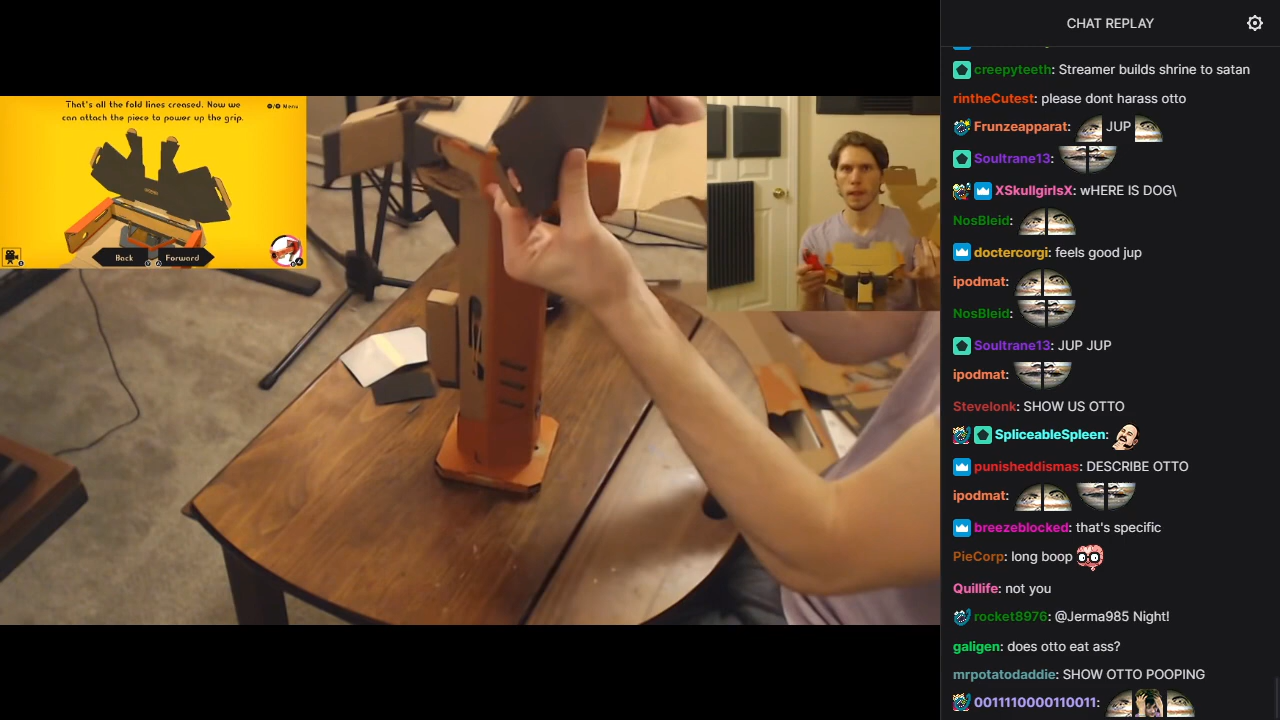 That's all the fold lines creased. Now we
can attach the piece to power up the grip.
Menu
Back
Forward
CHAT REPLAY
creepyteeth: Streamer builds shrine to satan
rintheCutest: please dont harass otto
Frunzeapparat: JUP
Soultrane13:
XSkullgirlsX: wHERE IS DOG\
NosBleid:
doctercorgi: feels good jup
ipodmat:
NosBleid:
Soultrane13: JUP JUP
ipodmat:
Stevelonk: SHOW US OTTO
SpliceableSpleen:
punisheddismas: DESCRIBE OTTO
ipodmat:
breezeblocked: that's specific
PieCorp: long boop
Quillife: not you
rocket8976: @Jerma985 Night!
galigen: does otto eat ass?
mrpotatodaddie: SHOW OTTO POOPING
0011110000110011: